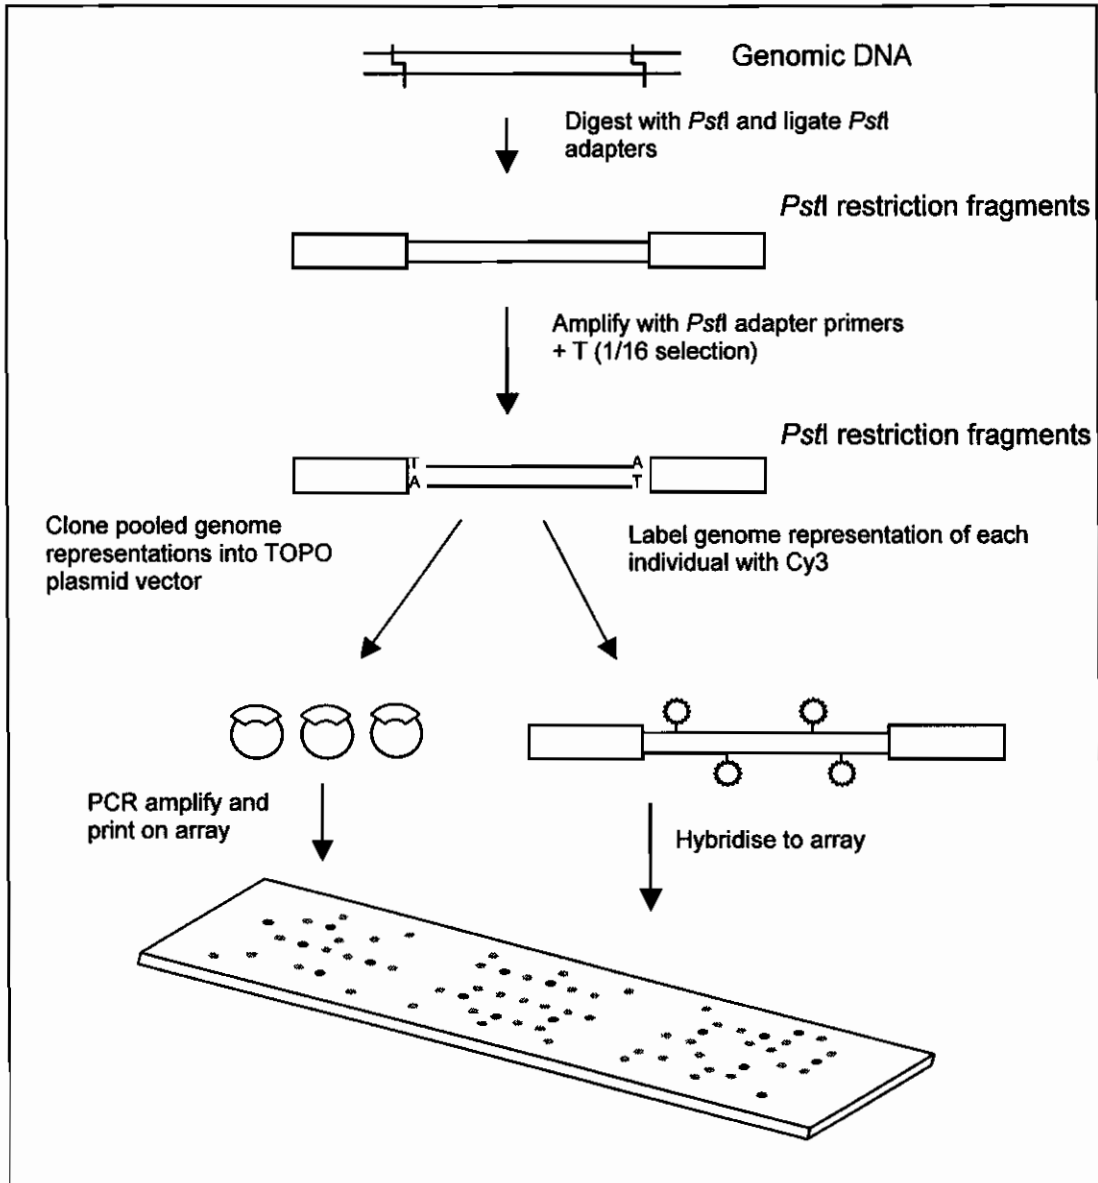 Genomic DNA
Digest with PstI and ligate PstI
adapters
PstI restriction fragments
Amplify with PstI adapter primers
+ T (1/16 selection)
PstI restriction fragments
T A
A T
Clone pooled genome
representations into TOPO
plasmid vector
Label genome representation of each
individual with Cy3
PCR amplify and
print on array
Hybridise to array